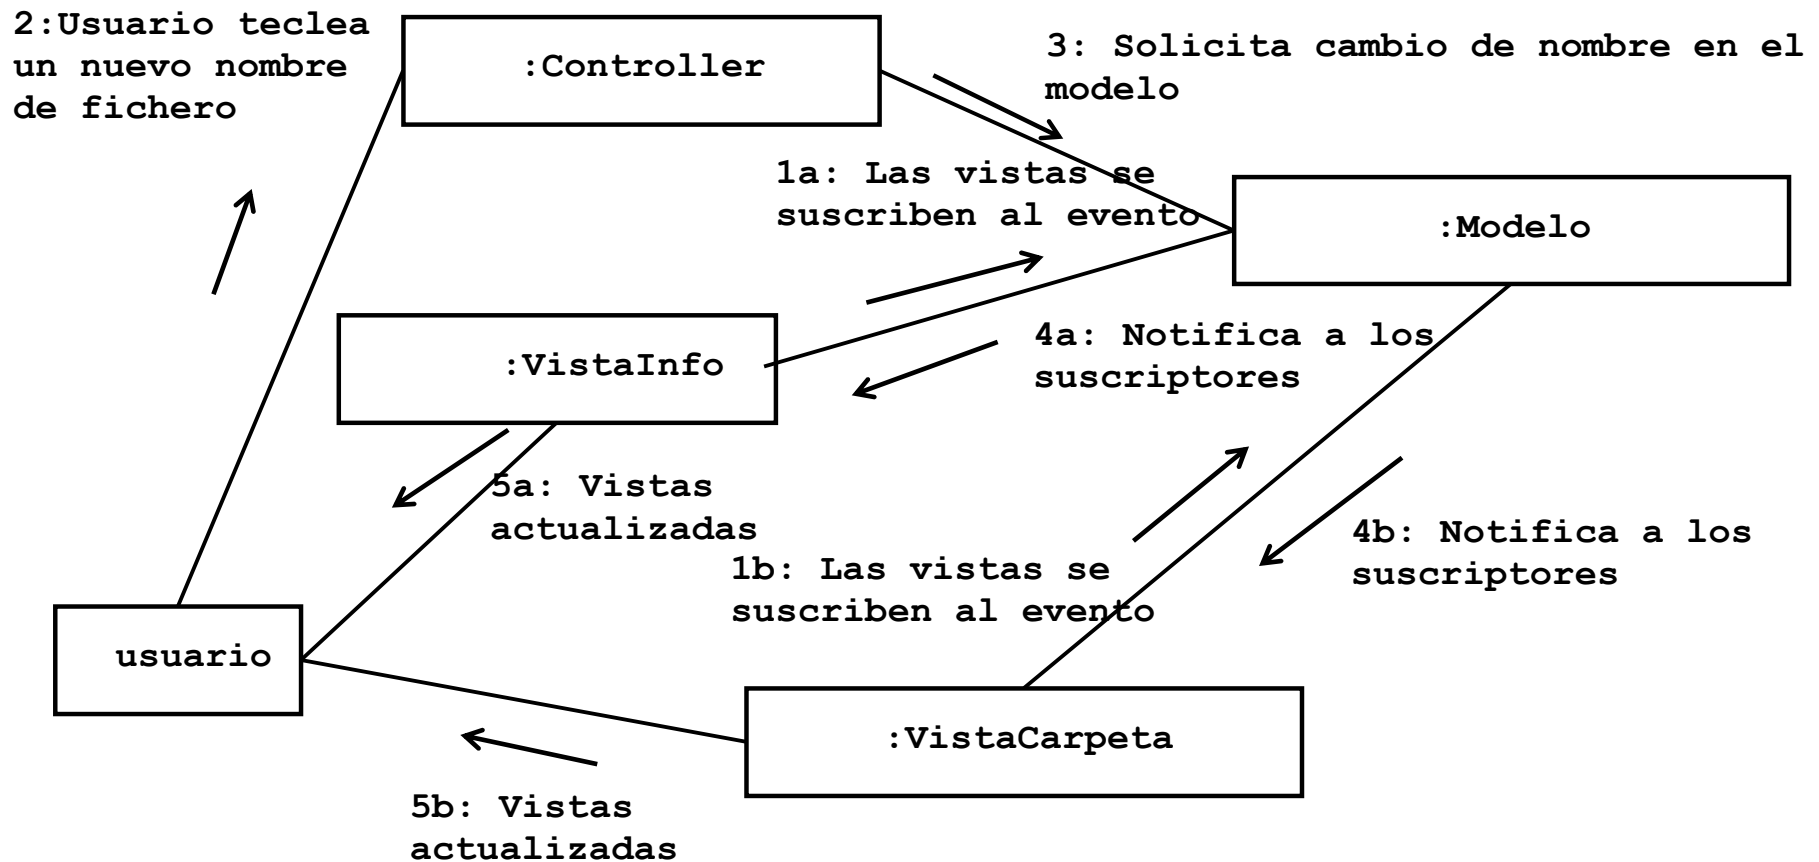 2:Usuario teclea
un nuevo nombre
de fichero
:Controller
3: Solicita cambio de nombre en el
modelo
1a: Las vistas se
suscriben al evento
:Modelo
:VistaInfo
4a: Notifica a los
suscriptores
5a: Vistas
actualizadas
1b: Las vistas se
suscriben al evento
4b: Notifica a los
suscriptores
usuario
:VistaCarpeta
5b: Vistas
actualizadas